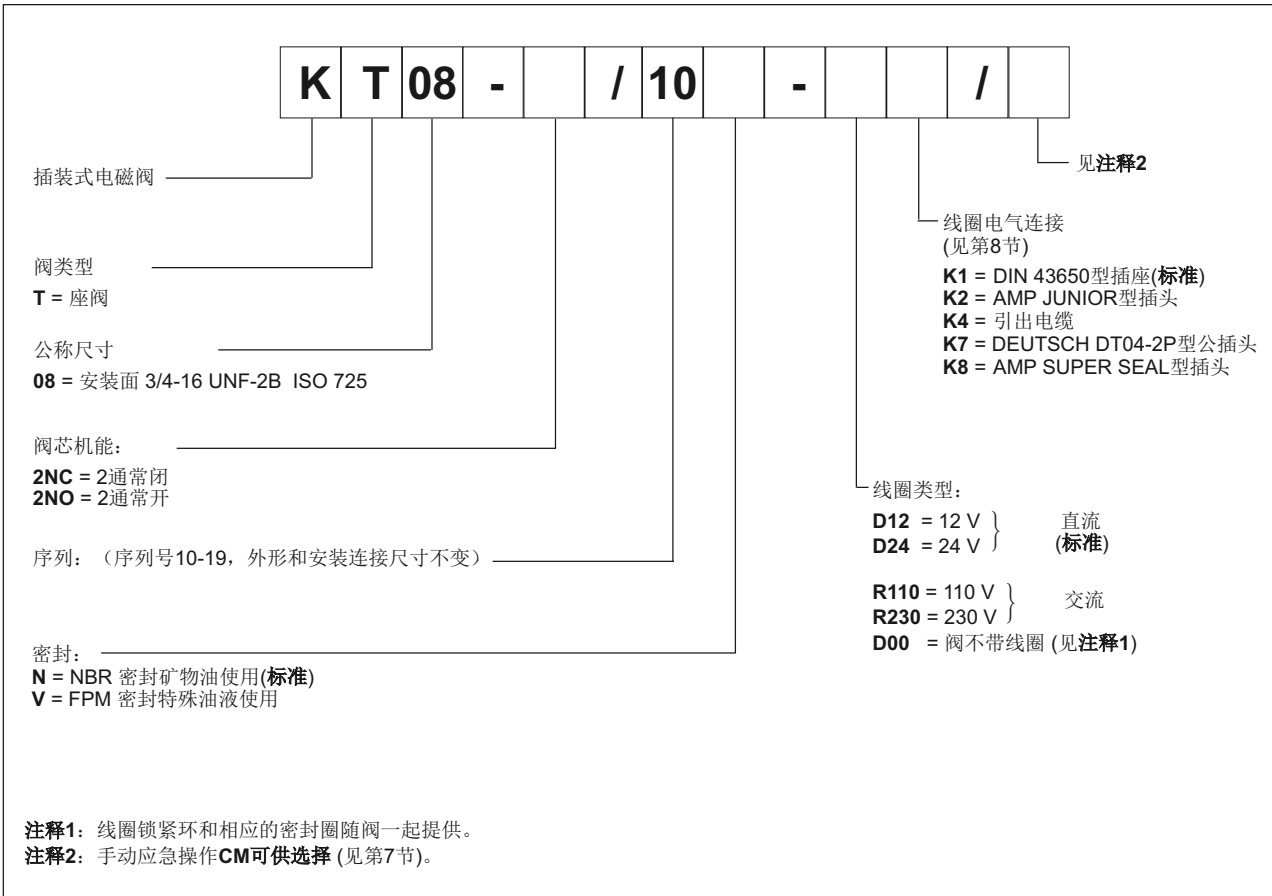 K T 08 - / 10 - /
插装式电磁阀
阀类型
T = 座阀
公称尺寸
08 = 安装面 3/4-16 UNF-2B ISO 725
阀芯机能：
2NC = 2通常闭
2NO = 2通常开
序列：（序列号10-19，外形和安装连接尺寸不变）
密封：
N = NBR 密封矿物油使用(标准)
V = FPM 密封特殊油液使用
见注释2
线圈电气连接
(见第8节)
K1 = DIN 43650型插座(标准)
K2 = AMP JUNIOR型插头
K4 = 引出电缆
K7 = DEUTSCH DT04-2P型公插头
K8 = AMP SUPER SEAL型插头
线圈类型：
D12 = 12 V
D24 = 24 V
直流
(标准)
R110 = 110 V
R230 = 230 V
交流
D00 = 阀不带线圈 (见注释1)
注释1：线圈锁紧环和相应的密封圈随阀一起提供。
注释2：手动应急操作CM可供选择 (见第7节)。